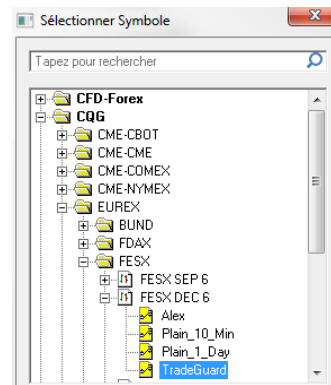 Sélectionner Symbole
Tapez pour rechercher
CFD-Forex
CQG
CME-CBOT
CME-CME
CME-COMEX
CME-NYMEX
EUREX
BUND
FDAX
FESX
FESX SEP 6
FESX DEC 6
Alex
Plain_10_Min
Plain_1_Day
TradeGuard